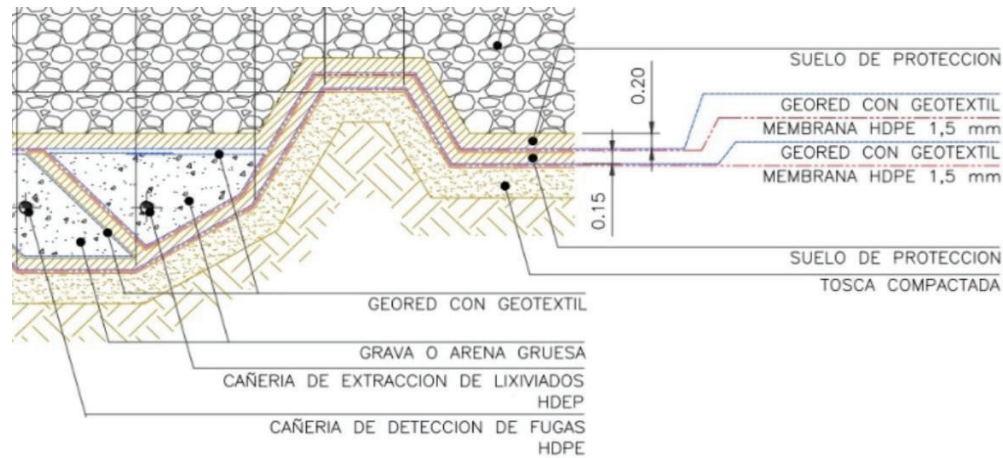 SUELO DE PROTECCION
0.20
GEORED CON GEOTEXTIL
MEMBRANA HDPE 1,5 mm
GEORED CON GEOTEXTIL
MEMBRANA HDPE 1,5 mm
0.15
SUELO DE PROTECCION
TOSCA COMPACTADA
GEORED CON GEOTEXTIL
GRAVA O ARENA GRUESA
CAÑERIA DE EXTRACCION DE LIXIVIADOS
HDEP
CAÑERIA DE DETECCION DE FUGAS
HDPE